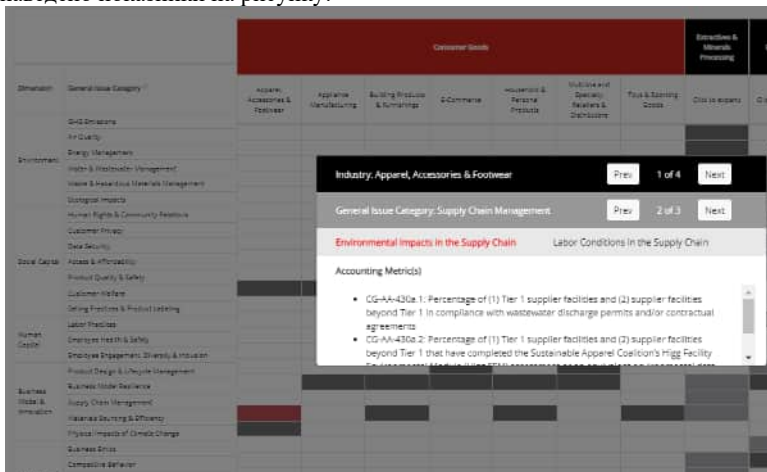 наведено показники на рисунку:
Consumer Goods
Extractives &
Minerals
Processing
Dimension
General Issue Category
Apparel,
Accessories &
Footwear
Appliance
Manufacturing
Building Products
& Furnishings
E-Commerce
Household &
Personal
Products
Multiline and
Specialty
Retailers &
Distributors
Toys & Sporting
Goods
Click to expand
GHG Emissions
Air Quality
Energy Management
Environment
Water & Wastewater Management
Waste & Hazardous Materials Management
Ecological Impacts
Human Rights & Community Relations
Customer Privacy
Data Security
Social Capital
Access & Affordability
Product Quality & Safety
Customer Welfare
Selling Practices & Product Labeling
Labor Practices
Human
Capital
Employee Health & Safety
Employee Engagement, Diversity & Inclusion
Product Design & Lifecycle Management
Business
Model &
Innovation
Business Model Resilience
Supply Chain Management
Materials Sourcing & Efficiency
Physical Impacts of Climate Change
Business Ethics
Competitive Behavior
Industry: Apparel, Accessories & Footwear
Prev
1 of 4
Next
General Issue Category: Supply Chain Management
Prev
2 of 3
Next
Environmental Impacts in the Supply Chain
Labor Conditions in the Supply Chain
Accounting Metric(s)
• CG-AA-430a.1: Percentage of (1) Tier 1 supplier facilities and (2) supplier facilities
beyond Tier 1 in compliance with wastewater discharge permits and/or contractual
agreements
• CG-AA-430a.2: Percentage of (1) Tier 1 supplier facilities and (2) supplier facilities
beyond Tier 1 that have completed the Sustainable Apparel Coalition's Higg Facility